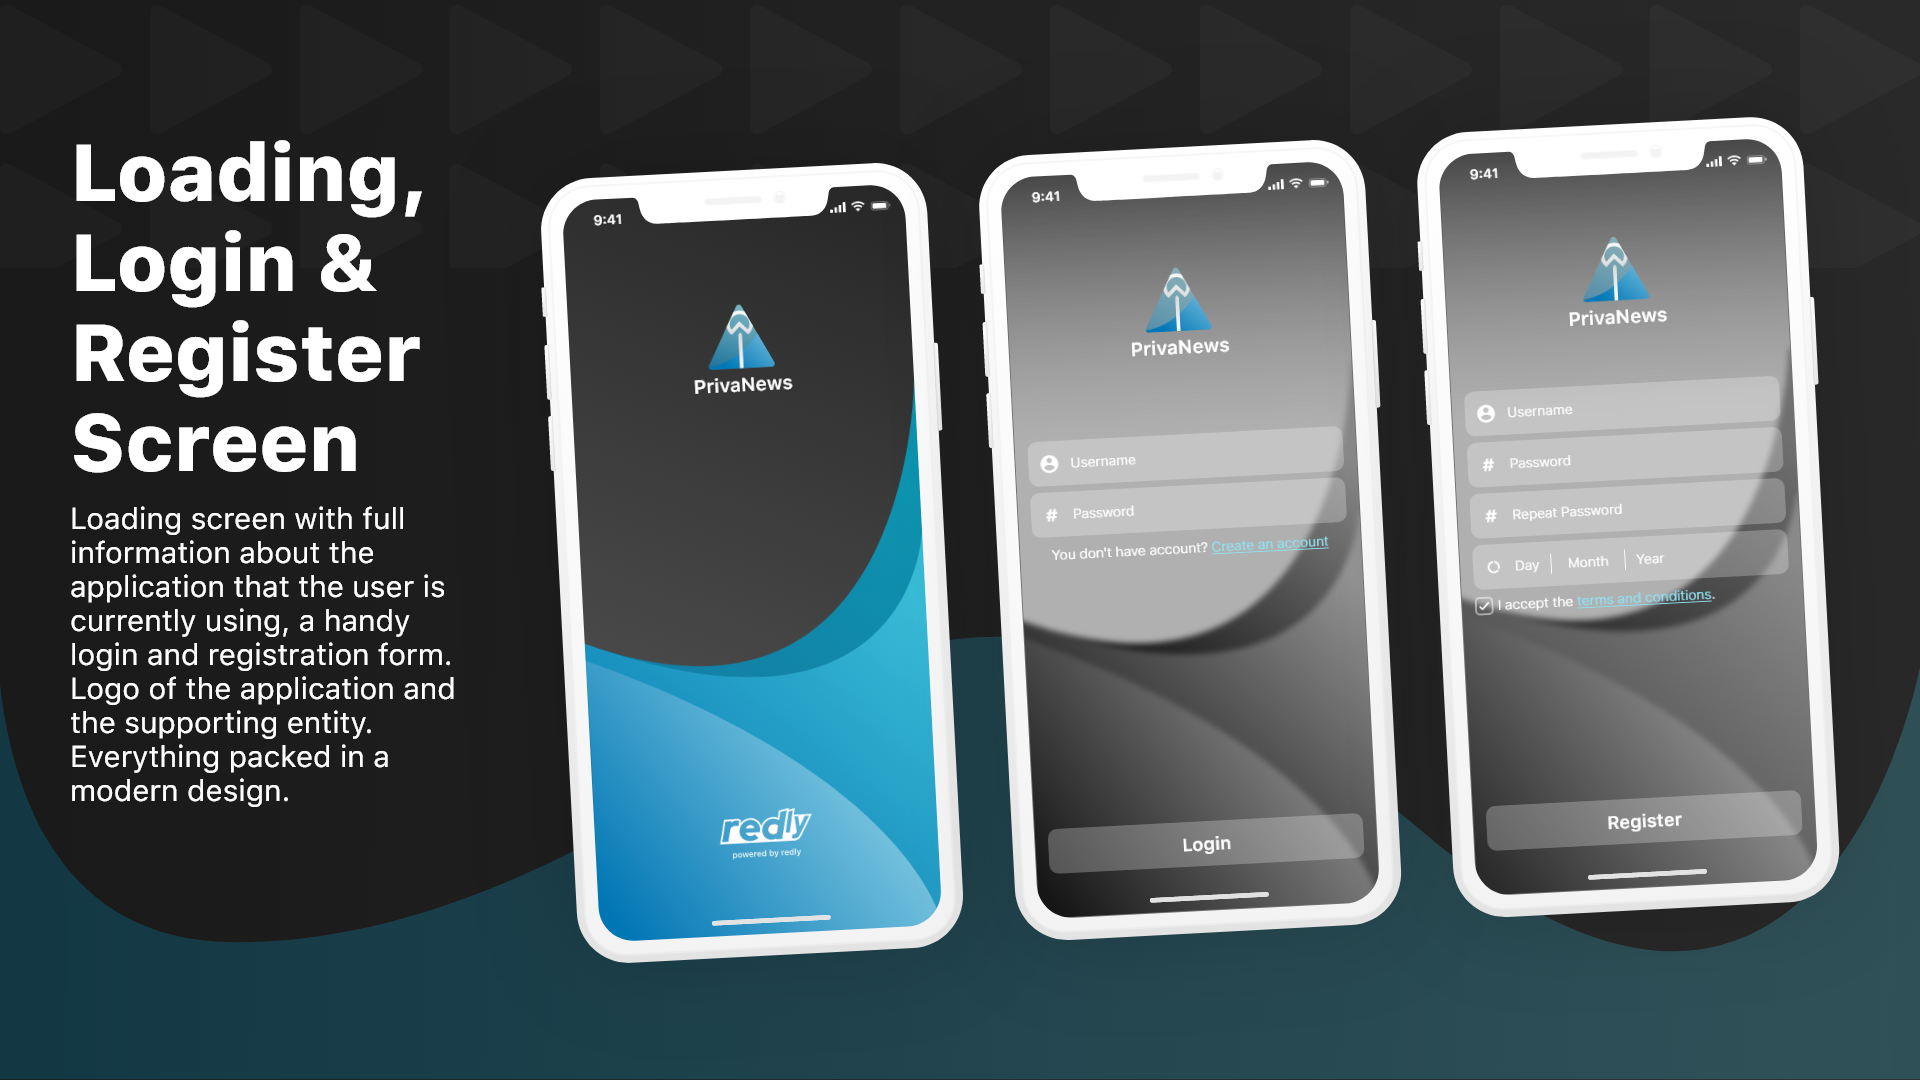 Loading,
Login &
Register
Screen
Loading screen with full
information about the
application that the user is
currently using, a handy
login and registration form.
Logo of the application and
the supporting entity.
Everything packed in a
modern design.
9:41
PrivaNews
redly
powered by redly
9:41
PrivaNews
Username
# Password
You don't have account? Create an account
Login
9:41
PrivaNews
Username
# Password
# Repeat Password
Day | Month | Year
I accept the terms and conditions.
Register